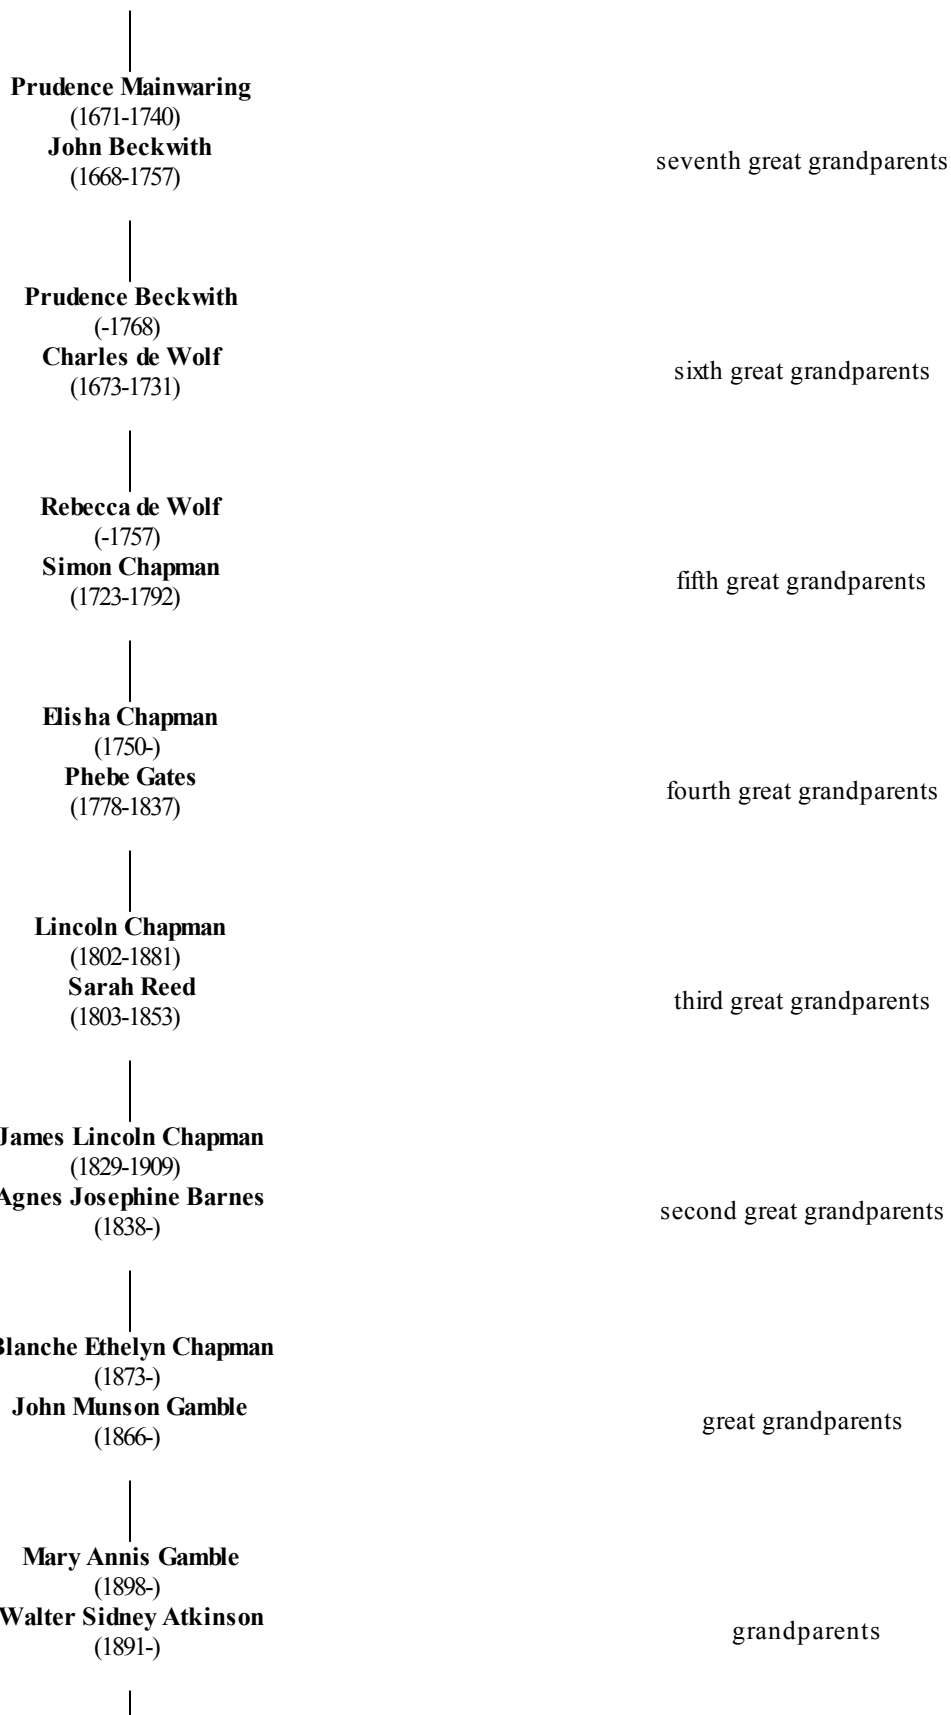 Prudence Mainwaring
(1671-1740)
John Beckwith
(1668-1757)
seventh great grandparents
Prudence Beckwith
(-1768)
Charles de Wolf
(1673-1731)
sixth great grandparents
Rebecca de Wolf
(-1757)
Simon Chapman
(1723-1792)
fifth great grandparents
Elisha Chapman
(1750-)
Phebe Gates
(1778-1837)
fourth great grandparents
Lincoln Chapman
(1802-1881)
Sarah Reed
(1803-1853)
third great grandparents
James Lincoln Chapman
(1829-1909)
Agnes Josephine Barnes
(1838-)
second great grandparents
Blanche Ethelyn Chapman
(1873-)
John Munson Gamble
(1866-)
great grandparents
Mary Annis Gamble
(1898-)
Walter Sidney Atkinson
(1891-)
grandparents